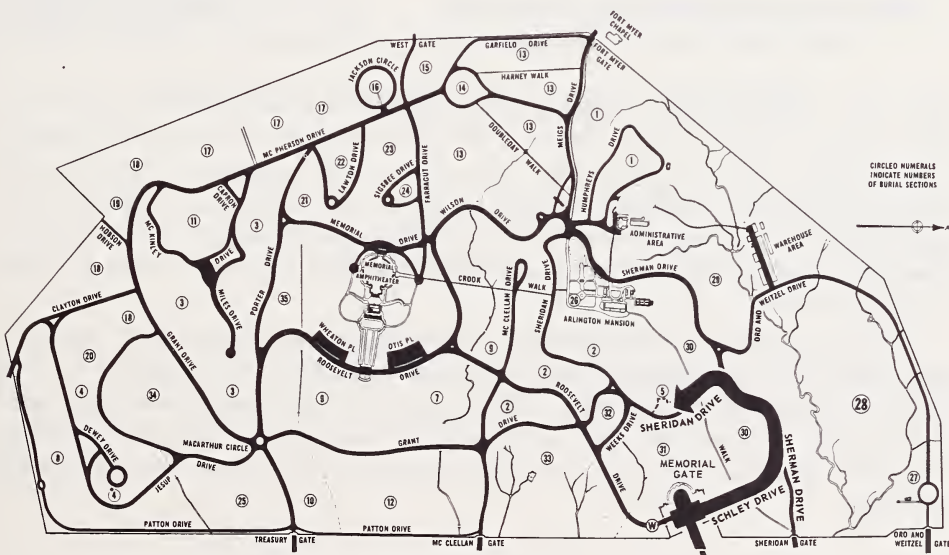 FORT MYER
CHAPEL
WEST GATE
GARFIELD DRIVE
FORT MYER
GATE
JACKSON CIRCLE
15
13
HARNEY WALK
16
14
13
MEIGS DRIVE
1
17
17
MC PHERSON DRIVE
17
18
22
LAWTON DRIVE
23
SIGSBEE DRIVE
24
FARRAGUT DRIVE
13
13
DOUBLEDAY WALK
HUMPHREYS DRIVE
1
CIRCLED NUMERALS
INDICATE NUMBERS
OF BURIAL SECTIONS
19
HOBSON
DRIVE
MC KINLEY
DRIVE
11
CAPRON
DRIVE
3
21
MEMORIAL DRIVE
WILSON DRIVE
ADMINISTRATIVE
AREA
WAREHOUSE
AREA
18
CLAYTON DRIVE
18
3
MILES DRIVE
PORTER DRIVE
35
MEMORIAL
AMPHITHEATER
CROOK WALK
MC CLELLAN DRIVE
SHERIDAN DRIVE
26
ARLINGTON MANSION
SHERMAN DRIVE
29
ORD AND
WEITZEL DRIVE
20
4
34
GRANT DRIVE
3
WHEATON PL
OTIS PL
ROOSEVELT DRIVE
9
2
2
30
6
7
2
ROOSEVELT
DRIVE
32
WEEKS DRIVE
5
SHERIDAN DRIVE
28
8
DEWEY DRIVE
4
JESUP DRIVE
MACARTHUR CIRCLE
GRANT DRIVE
33
31
WALK
30
SHERMAN DRIVE
MEMORIAL
GATE
SCHLEY DRIVE
W
27
25
10
12
PATTON DRIVE
TREASURY GATE
PATTON DRIVE
MC CLELLAN GATE
SHERIDAN GATE
ORD AND
WEITZEL GATE